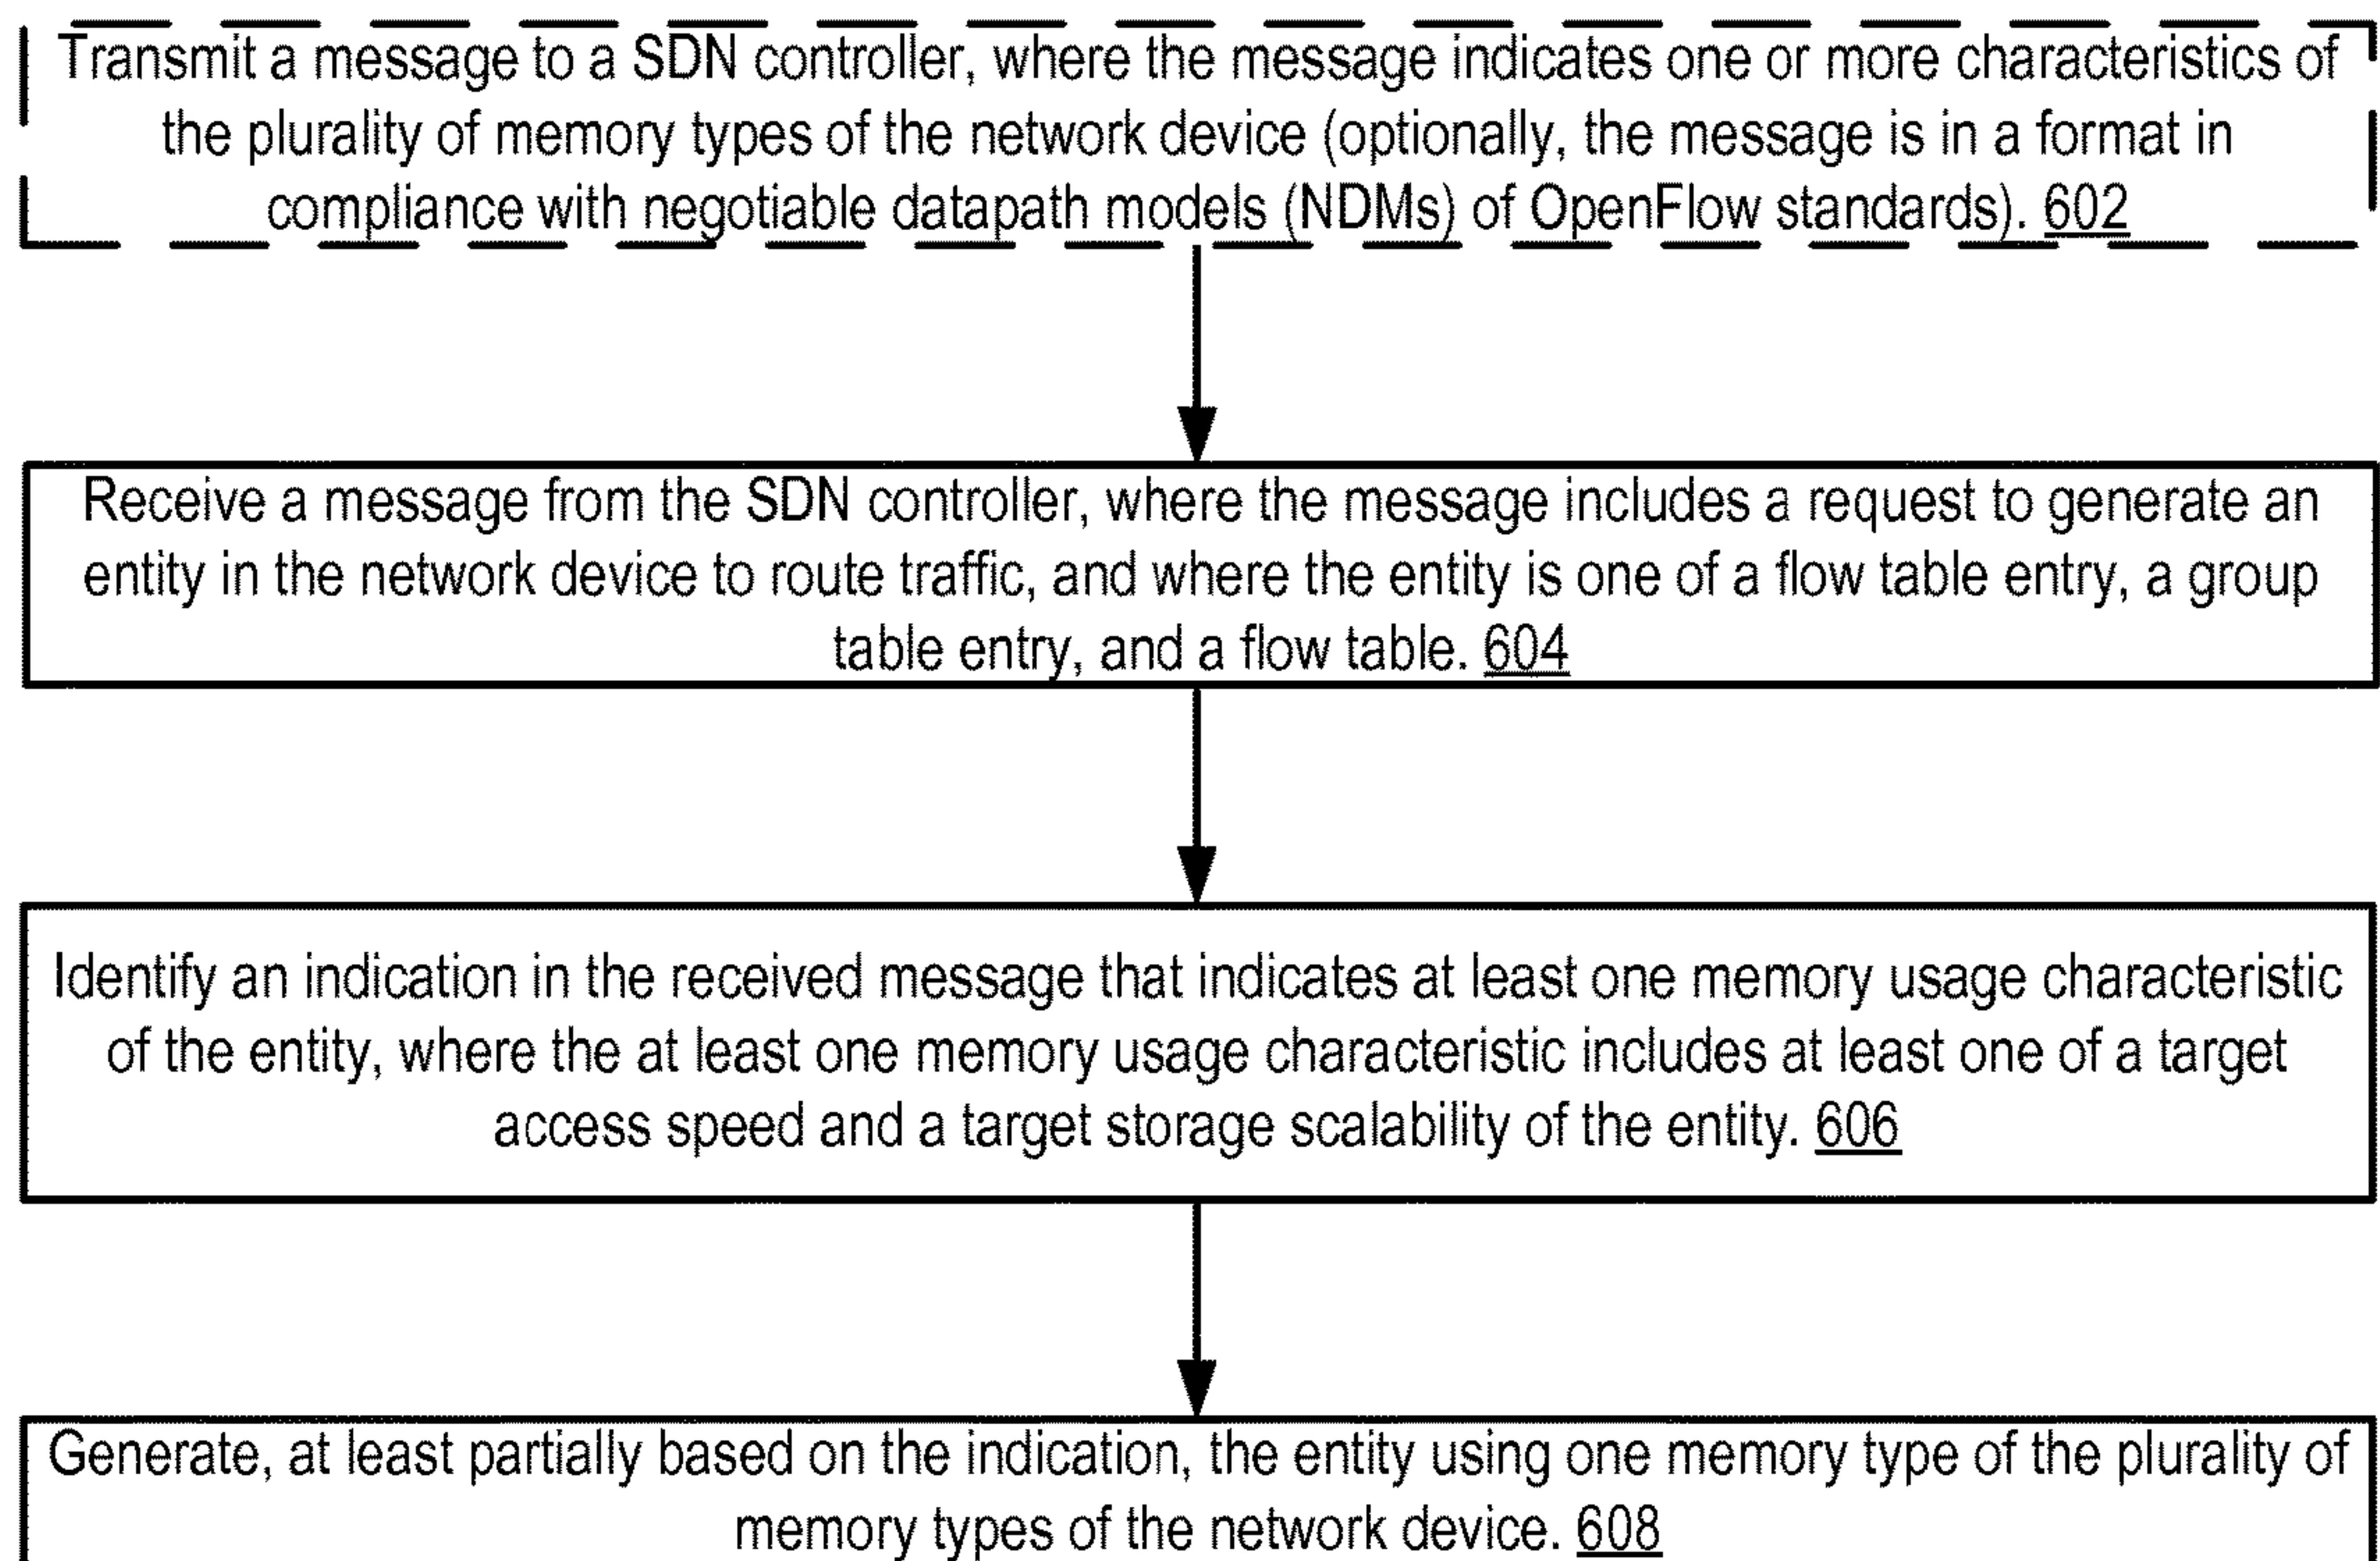 Transmit a message to a SDN controller, where the message indicates one or more characteristics of
the plurality of memory types of the network device (optionally, the message is in a format in
compliance with negotiable datapath models (NDMs) of OpenFlow standards). 602
Receive a message from the SDN controller, where the message includes a request to generate an
entity in the network device to route traffic, and where the entity is one of a flow table entry, a group
table entry, and a flow table. 604
Identify an indication in the received message that indicates at least one memory usage characteristic
of the entity, where the at least one memory usage characteristic includes at least one of a target
access speed and a target storage scalability of the entity. 606
Generate, at least partially based on the indication, the entity using one memory type of the plurality of
memory types of the network device. 608